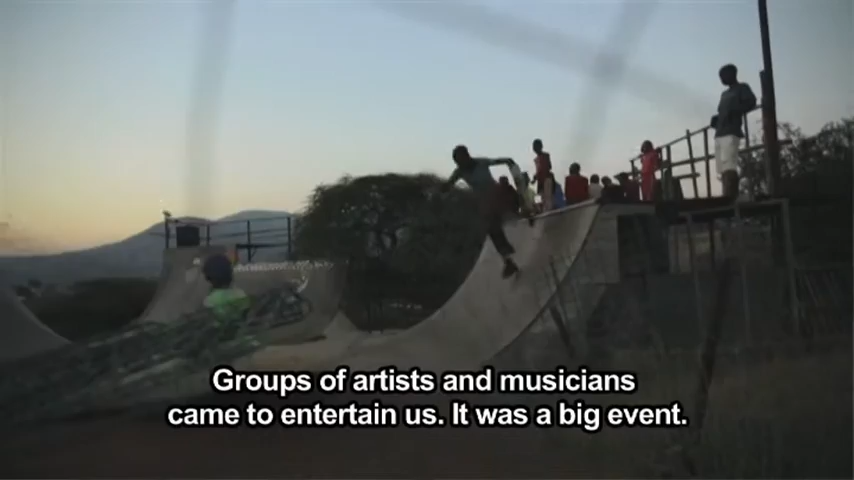 Groups of artists and musicians
came to entertain us. It was a big event.